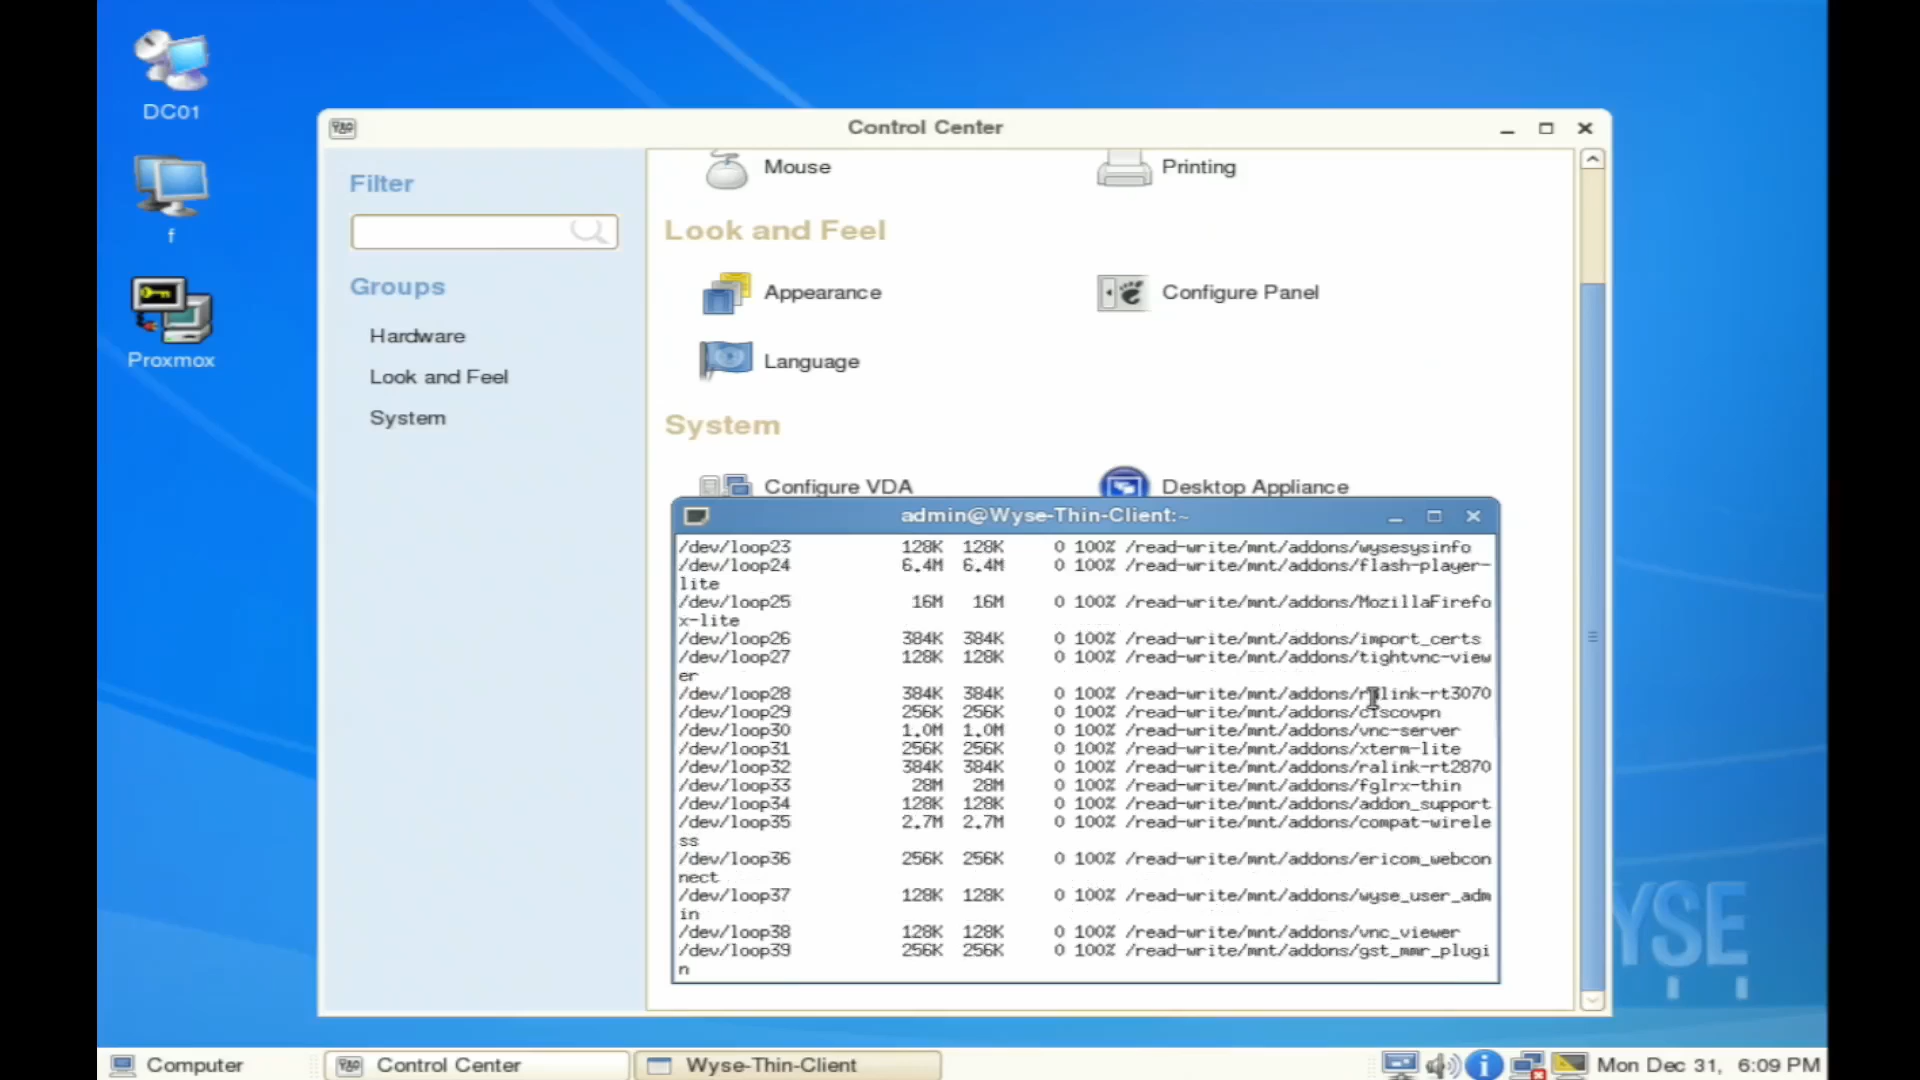 DC01
f
Proxmox
Control Center
Filter
Groups
Hardware
Look and Feel
System
Mouse
Printing
Look and Feel
Appearance
Configure Panel
Language
System
Configure VDA
Desktop Appliance
admin@Wyse-Thin-Client:~
/dev/loop23 128K 128K 0 100% /read-write/mnt/addons/wysesysinfo
/dev/loop24 6.4M 6.4M 0 100% /read-write/mnt/addons/flash-player-
lite
/dev/loop25 16M 16M 0 100% /read-write/mnt/addons/MozillaFirefo
x-lite
/dev/loop26 384K 384K 0 100% /read-write/mnt/addons/import_certs
/dev/loop27 128K 128K 0 100% /read-write/mnt/addons/tightvnc-view
er
/dev/loop28 384K 384K 0 100% /read-write/mnt/addons/ralink-rt3070
/dev/loop29 256K 256K 0 100% /read-write/mnt/addons/ciscovpn
/dev/loop30 1.0M 1.0M 0 100% /read-write/mnt/addons/vnc-server
/dev/loop31 256K 256K 0 100% /read-write/mnt/addons/xterm-lite
/dev/loop32 384K 384K 0 100% /read-write/mnt/addons/ralink-rt2870
/dev/loop33 28M 28M 0 100% /read-write/mnt/addons/fglrx-thin
/dev/loop34 128K 128K 0 100% /read-write/mnt/addons/addon_support
/dev/loop35 2.7M 2.7M 0 100% /read-write/mnt/addons/compat-wirele
ss
/dev/loop36 256K 256K 0 100% /read-write/mnt/addons/ericom_webcon
nect
/dev/loop37 128K 128K 0 100% /read-write/mnt/addons/wyse_user_adm
in
/dev/loop38 128K 128K 0 100% /read-write/mnt/addons/vnc_viewer
/dev/loop39 256K 256K 0 100% /read-write/mnt/addons/gst_mmr_plugi
n
YSE
Computer
Control Center
Wyse-Thin-Client
Mon Dec 31, 6:09 PM